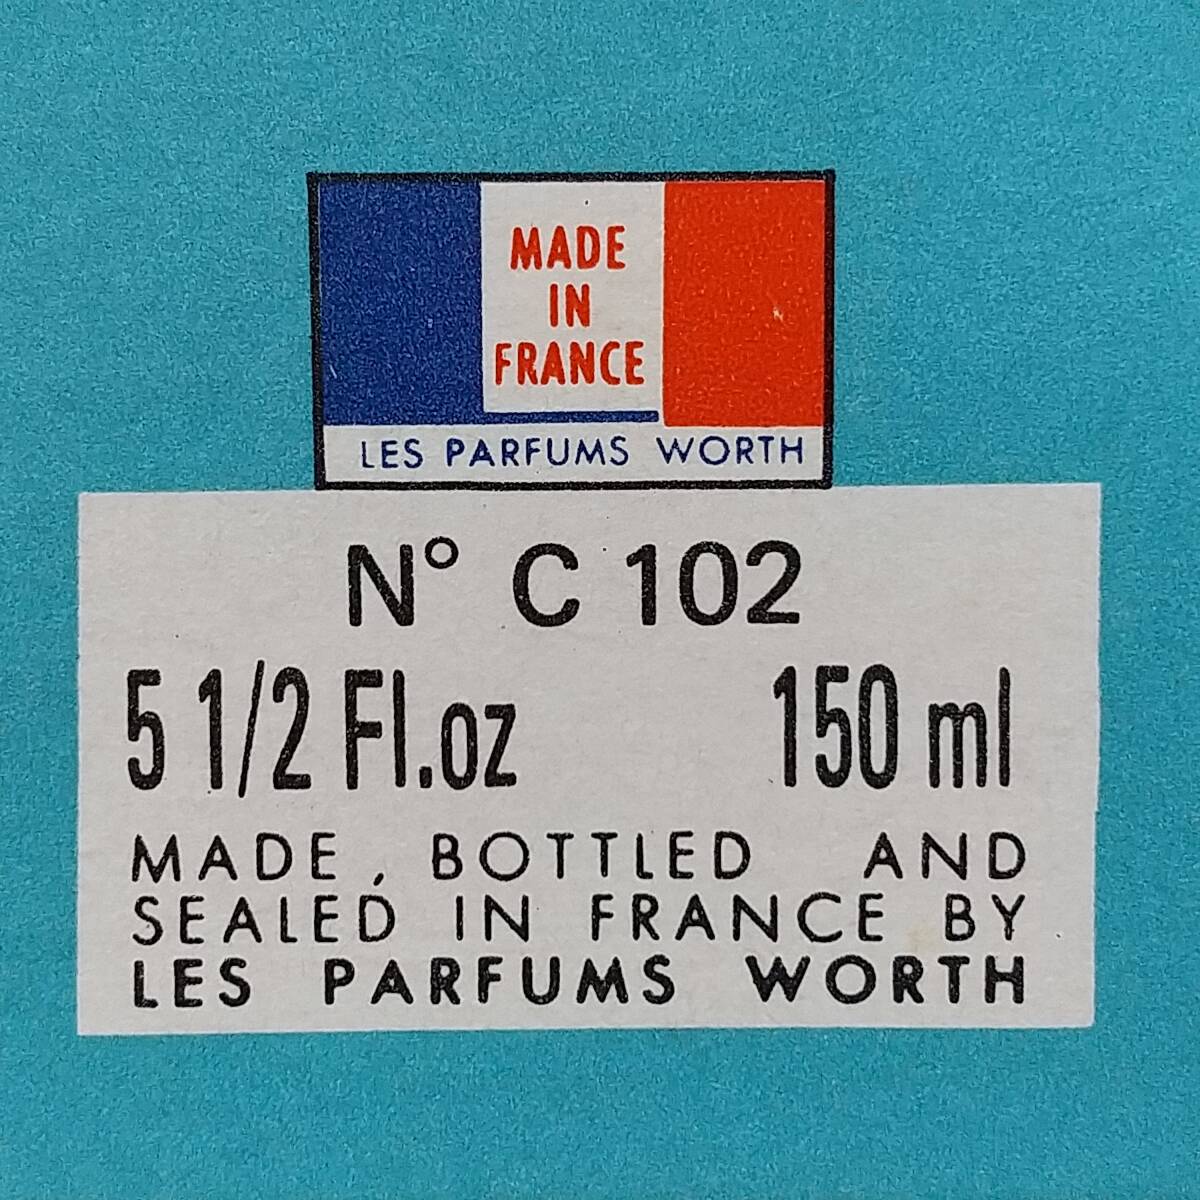 MADE
IN
FRANCE
LES PARFUMS WORTH
N° C 102
5 1/2 Fl.oz 150 ml
MADE, BOTTLED AND
SEALED IN FRANCE BY
LES PARFUMS WORTH